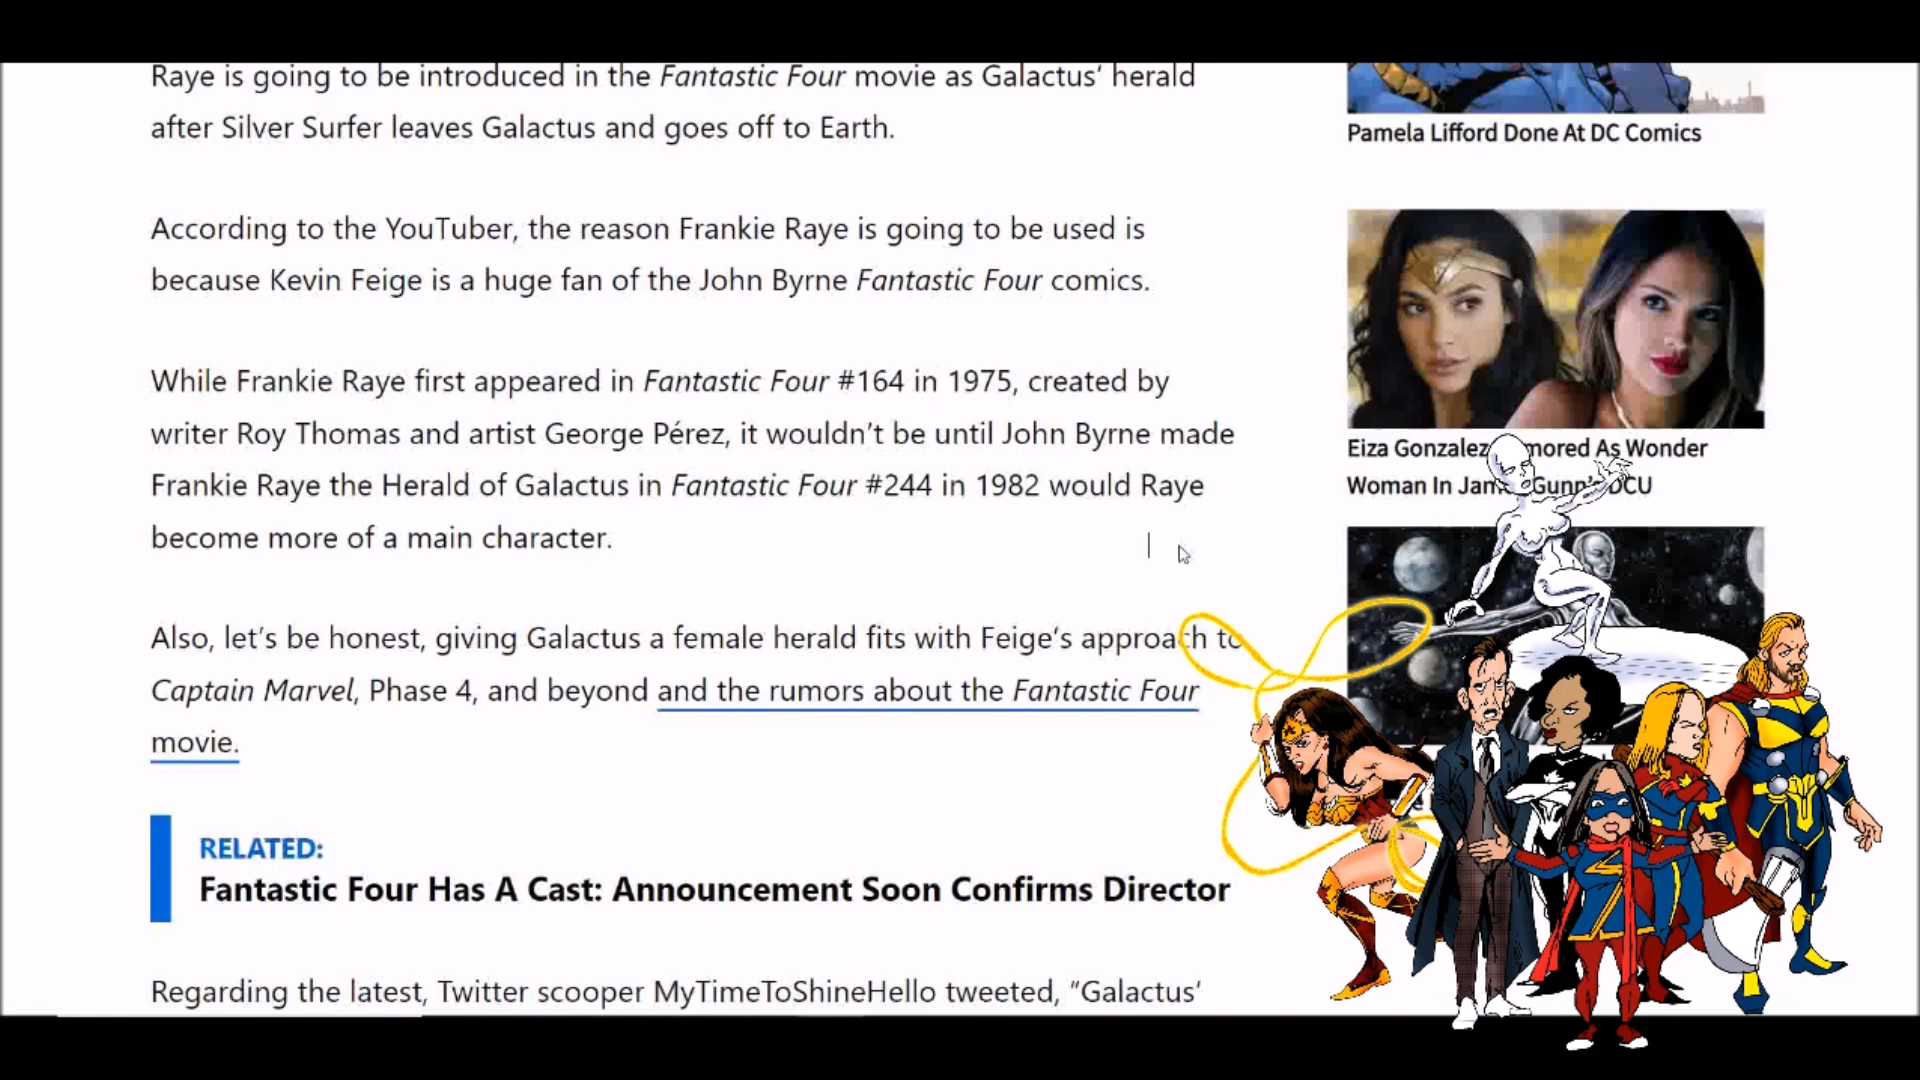 Raye is going to be introduced in the Fantastic Four movie as Galactus’ herald
after Silver Surfer leaves Galactus and goes off to Earth.
According to the YouTuber, the reason Frankie Raye is going to be used is
because Kevin Feige is a huge fan of the John Byrne Fantastic Four comics.
While Frankie Raye first appeared in Fantastic Four #164 in 1975, created by
writer Roy Thomas and artist George Pérez, it wouldn’t be until John Byrne made
Frankie Raye the Herald of Galactus in Fantastic Four #244 in 1982 would Raye
become more of a main character.
Also, let’s be honest, giving Galactus a female herald fits with Feige’s approach to
Captain Marvel, Phase 4, and beyond and the rumors about the Fantastic Four
movie.
RELATED:
Fantastic Four Has A Cast: Announcement Soon Confirms Director
Regarding the latest, Twitter scooper MyTimeToShineHello tweeted, “Galactus’
Pamela Lifford Done At DC Comics
Eiza Gonzalez As Wonder
Woman In Gunn’s DCU